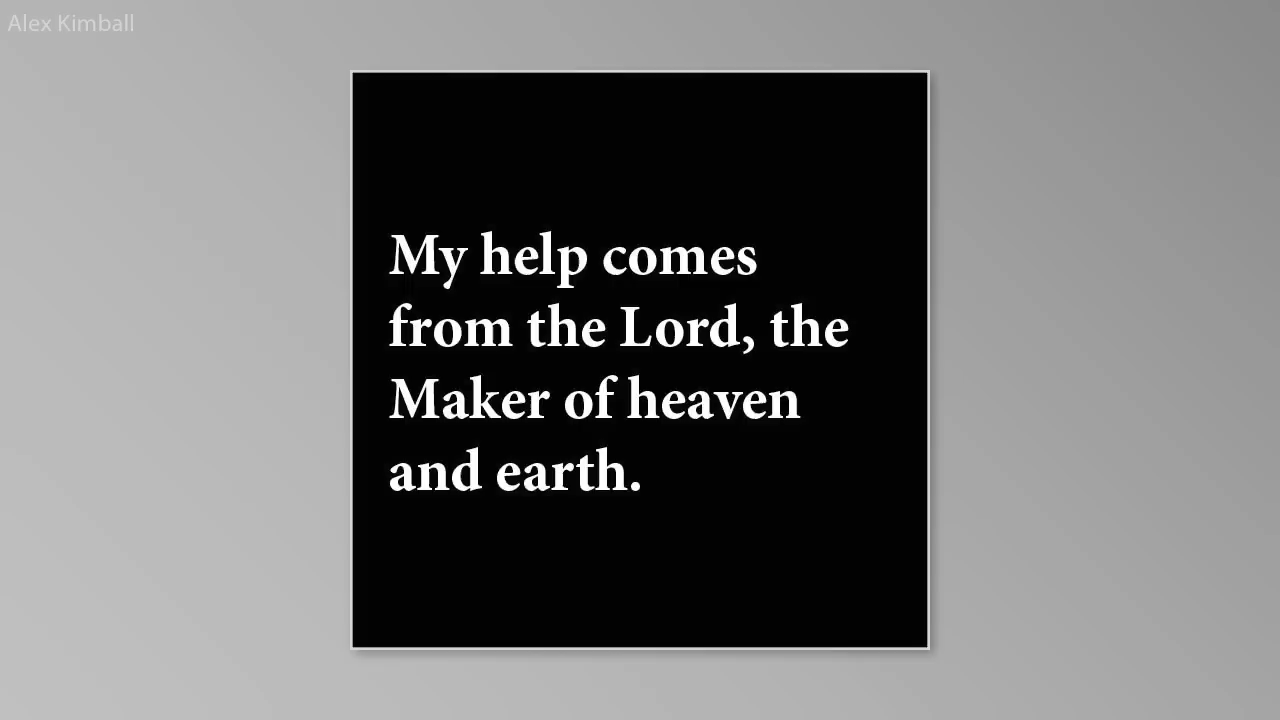 Alex Kimball
My help comes
from the Lord, the
Maker of heaven
and earth.